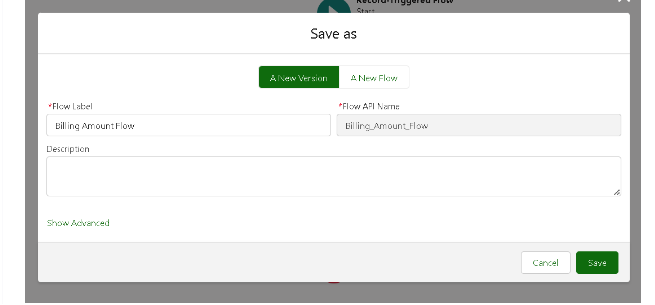 Record-Triggered Flow
Start
Save as
A New Version
A New Flow
*Flow Label
*Flow API Name
Billing Amount Flow
Billing_Amount_Flow
Description
Show Advanced
Cancel
Save